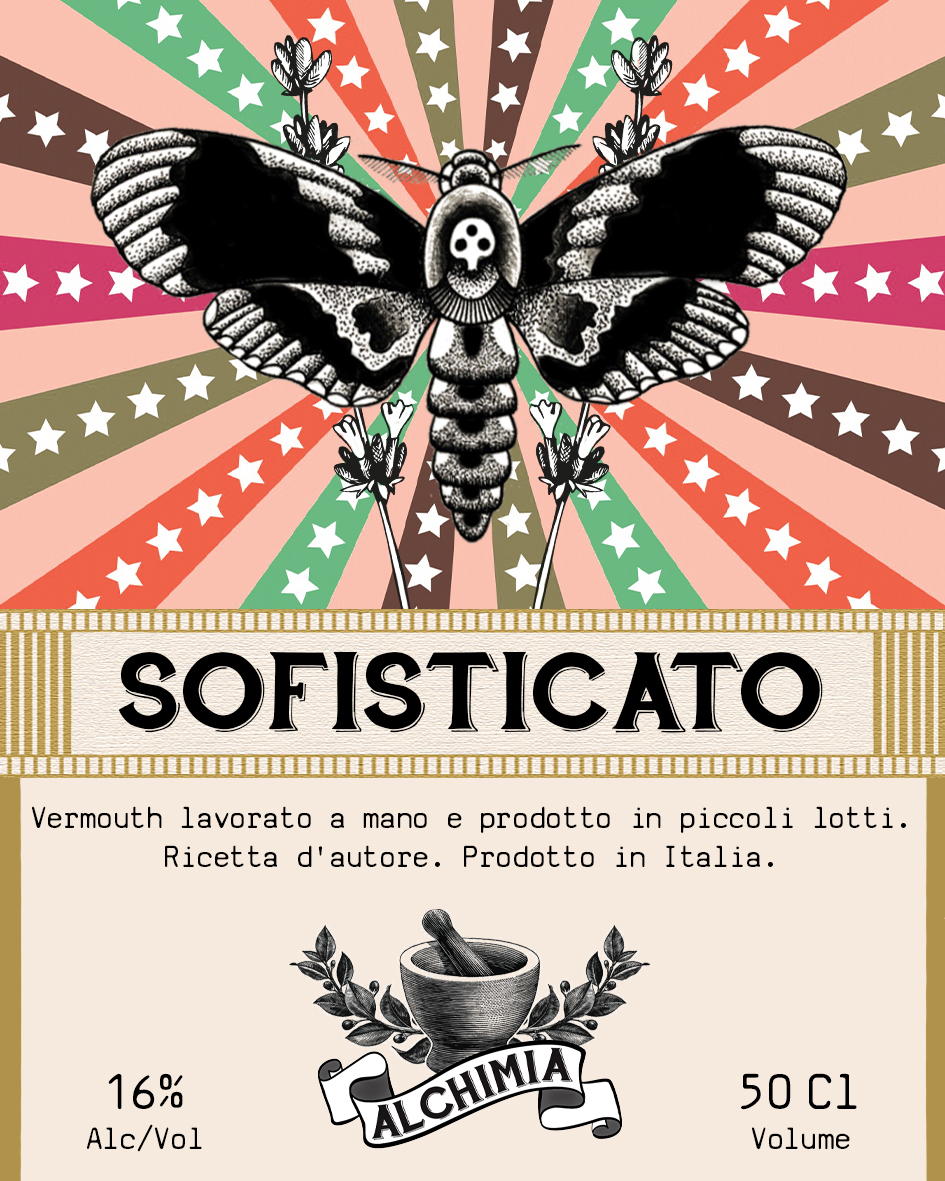 SOFISTICATO
Vermouth lavorato a mano e prodotto in piccoli lotti.
Ricetta d'autore. Prodotto in Italia.
ALCHIMIA
16%
Alc/Vol
50 Cl
Volume